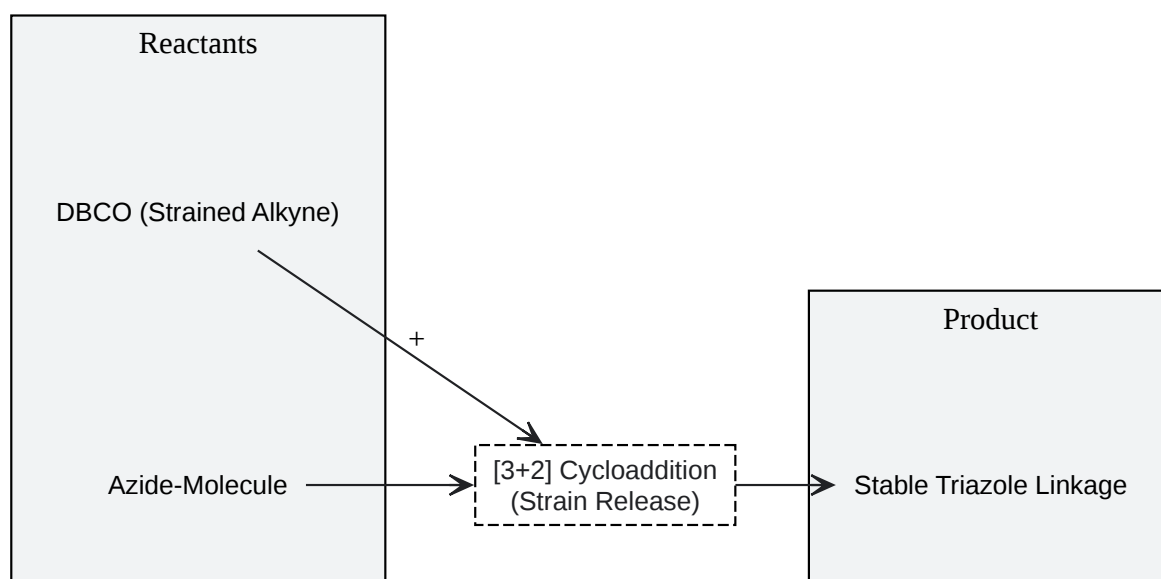 Reactants
DBCO (Strained Alkyne)
+
Product
Azide-Molecule
[3+2] Cycloaddition
(Strain Release)
Stable Triazole Linkage